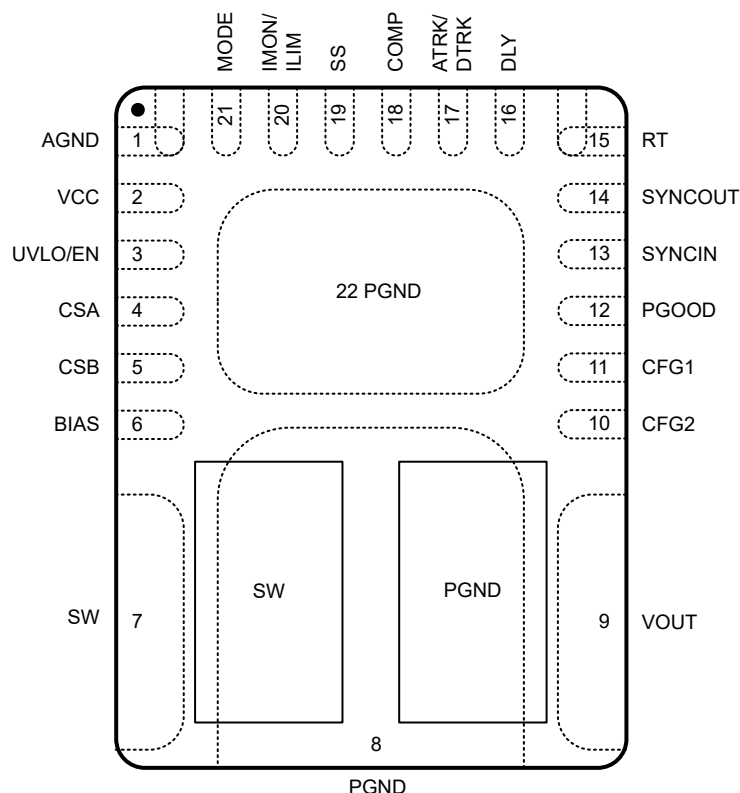 MODE
IMON/
ILIM
SS
COMP
ATRK/
DTRK
DLY
21
20
19
18
17
16
AGND 1
15 RT
VCC 2
14 SYNCOUT
UVLO/EN 3
13 SYNCIN
22 PGND
CSA 4
12 PGOOD
CSB 5
11 CFG1
BIAS 6
10 CFG2
SW 7
SW
PGND
9 VOUT
8
PGND